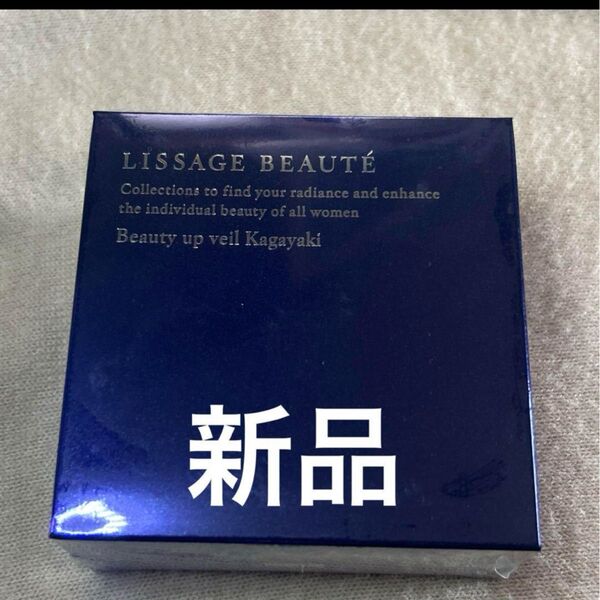 LISSAGE BEAUTÉ
Collections to find your radiance and enhance
the individual beauty of all women
Beauty up veil Kagayaki
新品